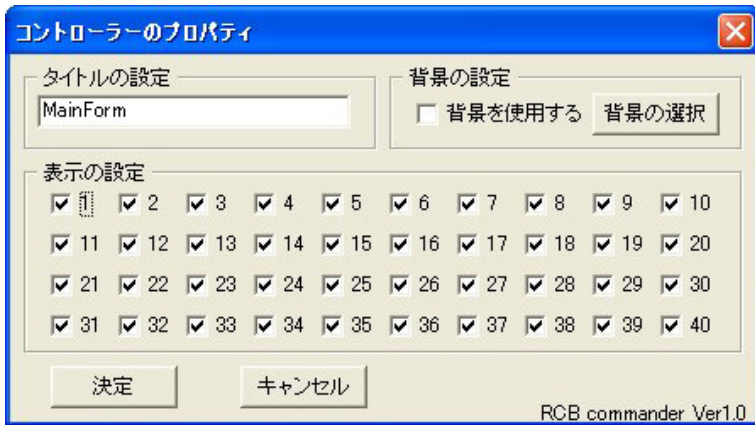 コントローラーのプロパティ
タイトルの設定 背景の設定
MainForm 背景を使用する 背景の選択
表示の設定
1 2 3 4 5 6 7 8 9 10
11 12 13 14 15 16 17 18 19 20
21 22 23 24 25 26 27 28 29 30
31 32 33 34 35 36 37 38 39 40
決定 キャンセル
RCB commander Ver1.0